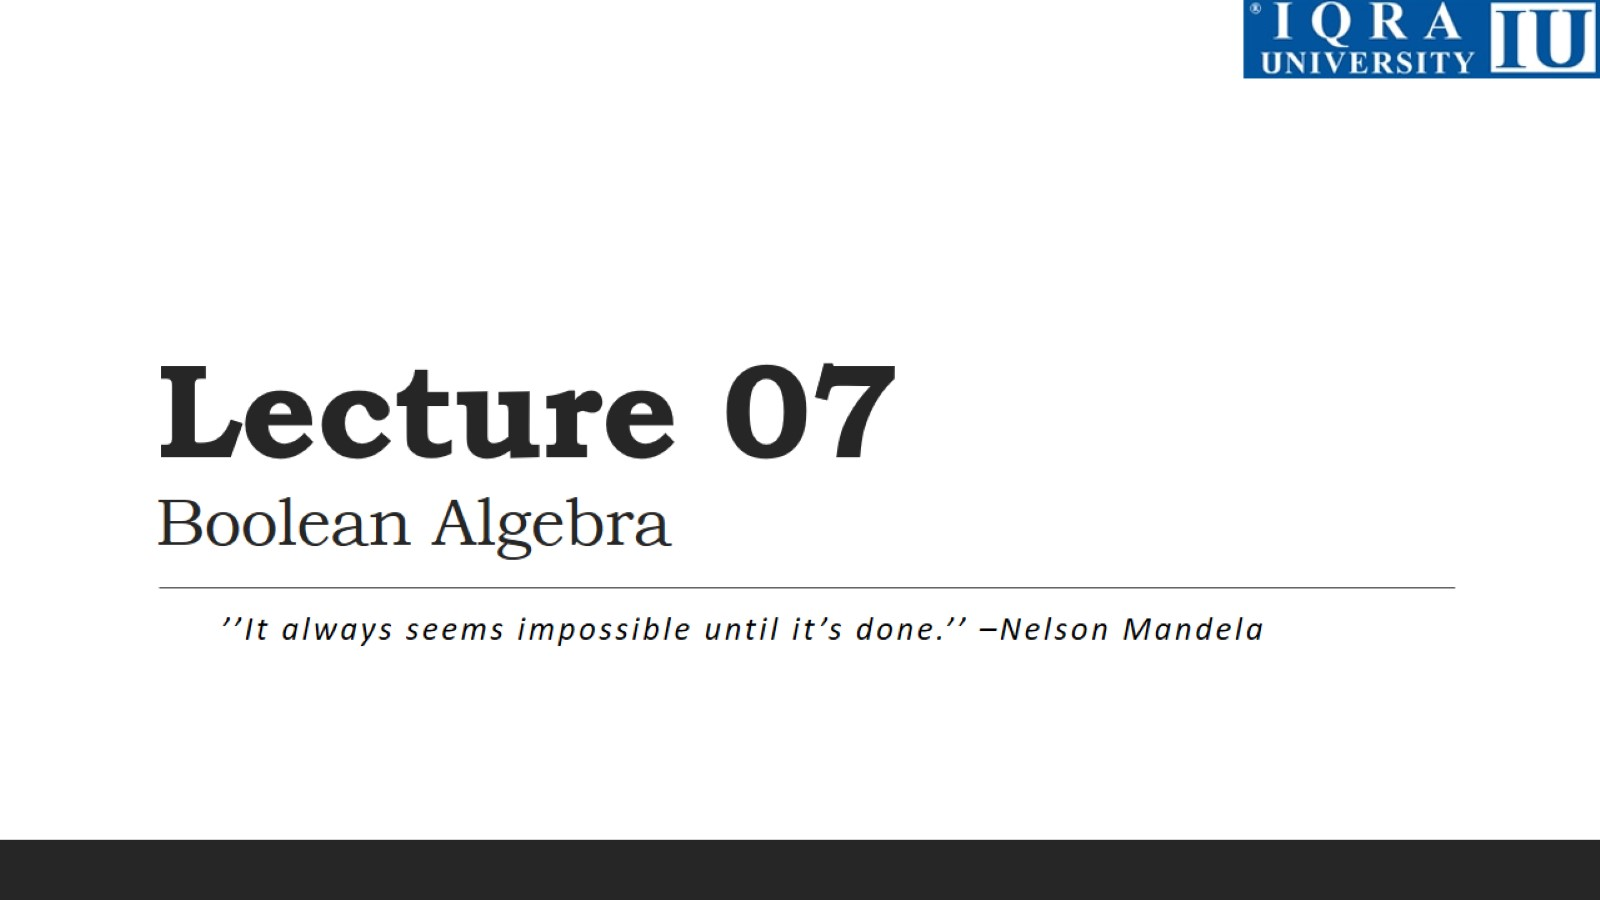 ® IQRA
UNIVERSITY IU
Lecture 07
Boolean Algebra
’’It always seems impossible until it’s done.’’ –Nelson Mandela